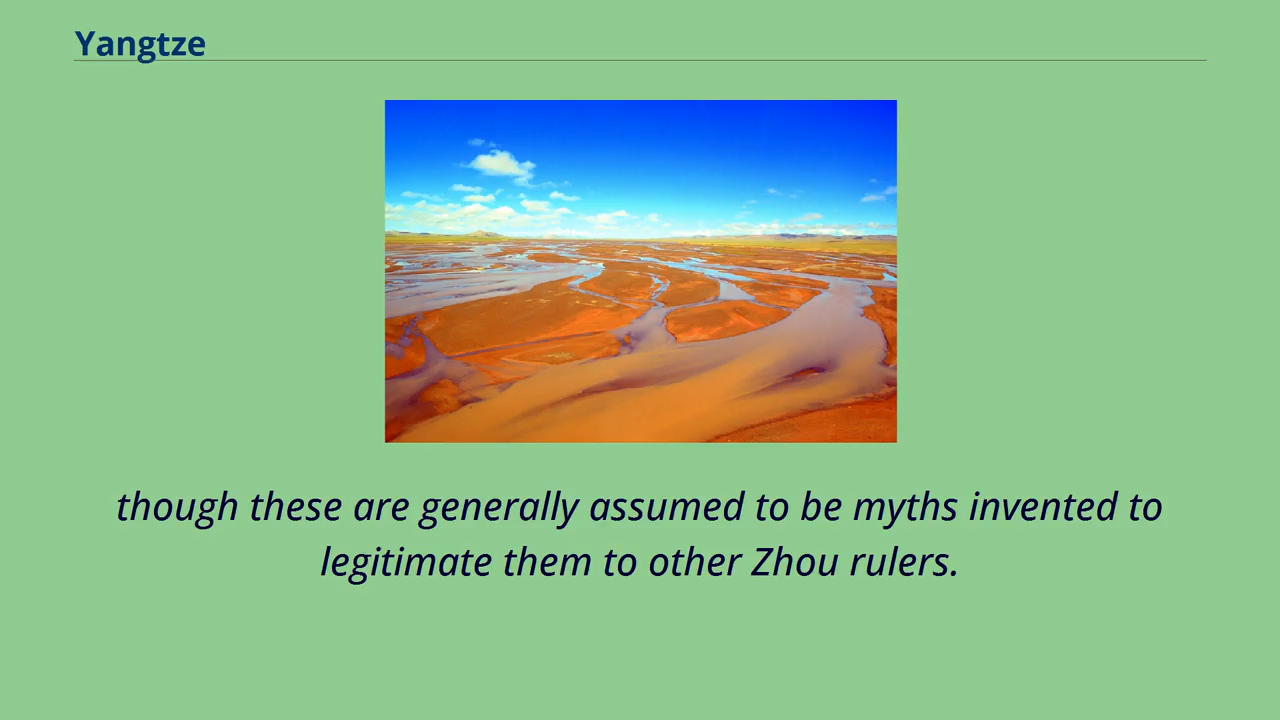 Yangtze
though these are generally assumed to be myths invented to
legitimate them to other Zhou rulers.